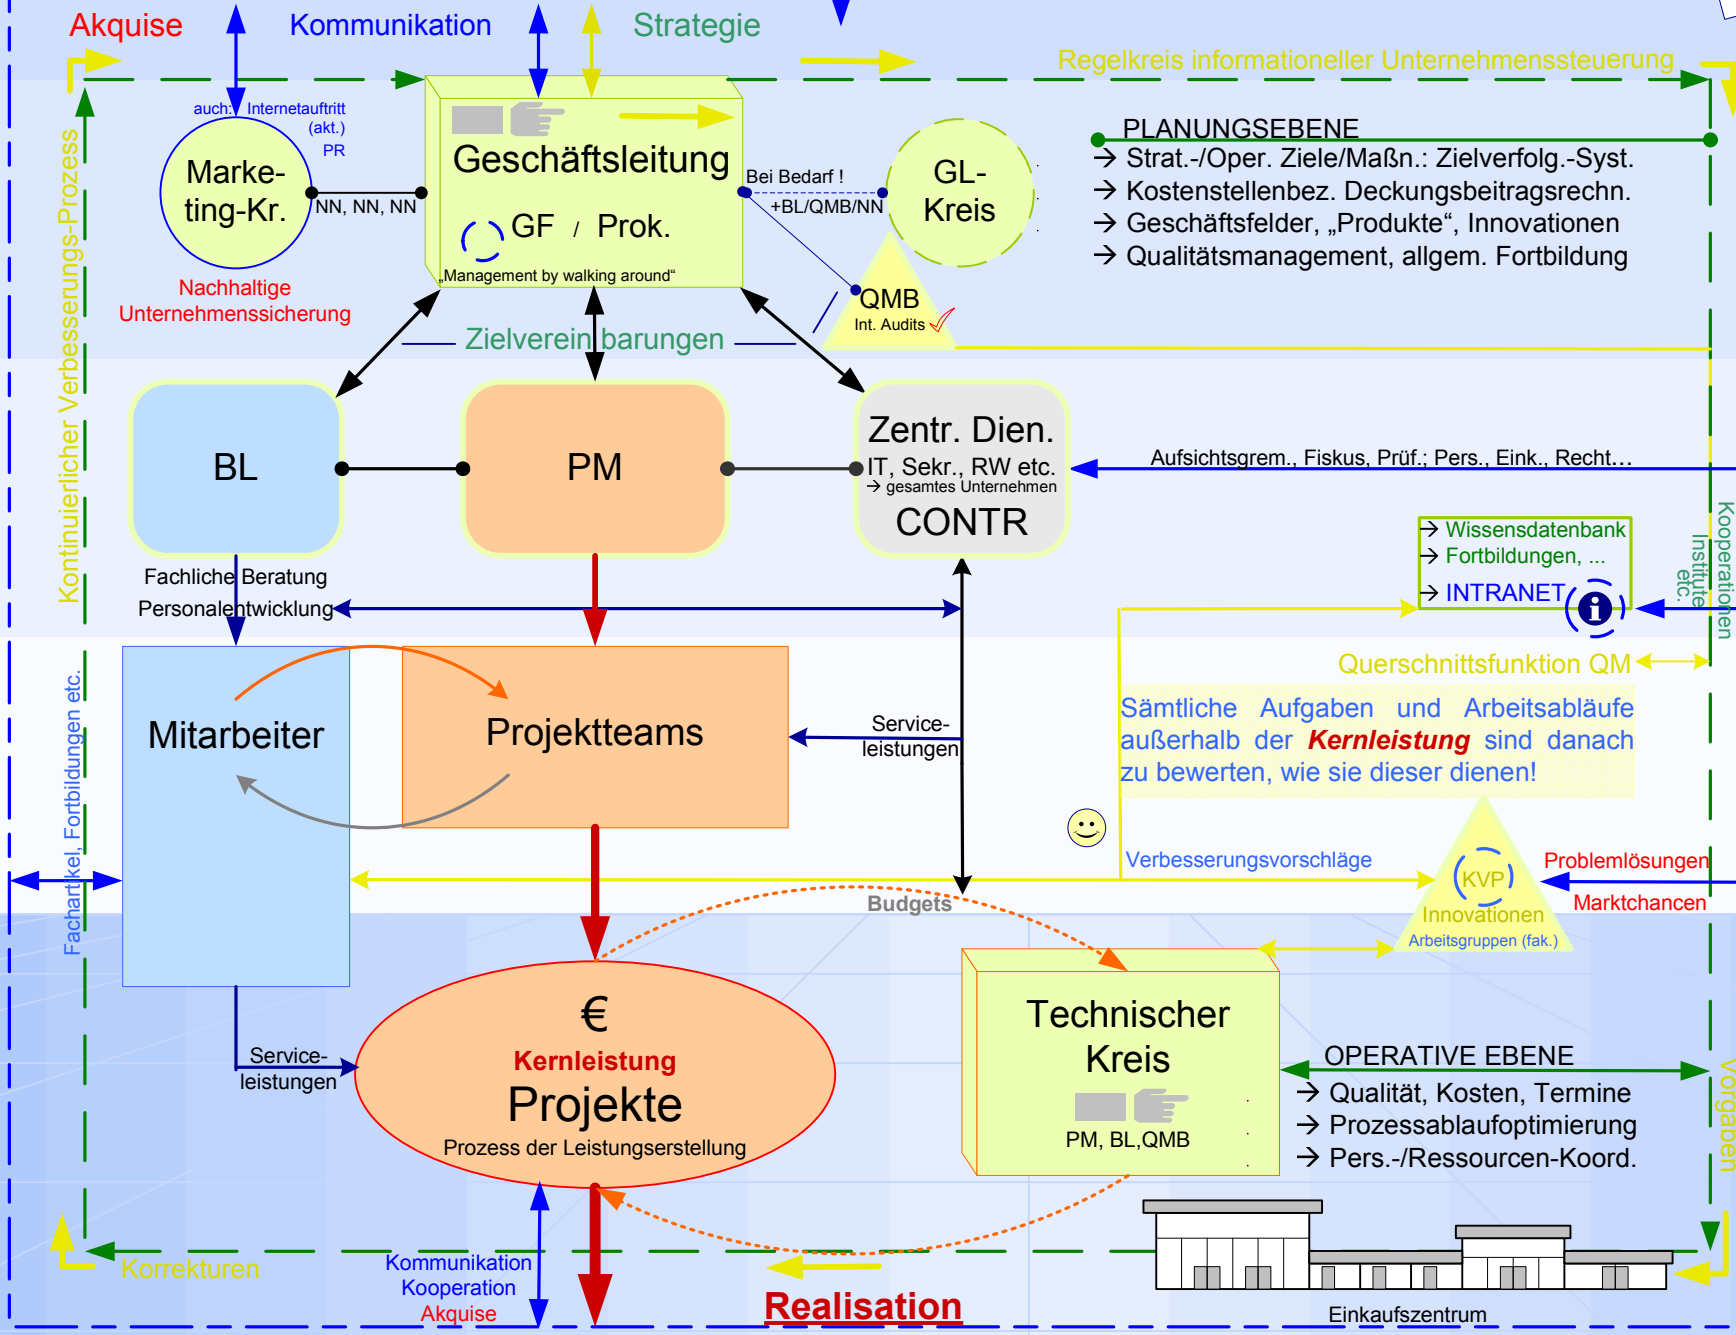 Akquise
Kommunikation
Strategie
Regelkreis informationeller Unternehmenssteuerung
auch: Internetauftritt
(akt.)
PR
Marke-
ting-Kr.
NN, NN, NN
Nachhaltige
Unternehmenssicherung
Geschäftsleitung
GF / Prok.
„Management by walking around“
Bei Bedarf !
+BL/QMB/NN
GL-
Kreis
QMB
Int. Audits
PLANUNGSEBENE
→ Strat.-/Oper. Ziele/Maßn.: Zielverfolg.-Syst.
→ Kostenstellenbez. Deckungsbeitragsrechn.
→ Geschäftsfelder, „Produkte“, Innovationen
→ Qualitätsmanagement, allgem. Fortbildung
Kontinuierlicher Verbesserungs-Prozess
Zielverein barungen
BL
PM
Zentr. Dien.
IT, Sekr., RW etc.
→ gesamtes Unternehmen
CONTR
Aufsichtsgrem., Fiskus, Prüf.; Pers., Eink., Recht...
→ Wissensdatenbank
→ Fortbildungen, ...
→ INTRANET
i
Kooperationen
Institute
etc.
Fachliche Beratung
Personalentwicklung
Querschnittsfunktion QM
Sämtliche Aufgaben und Arbeitsabläufe
außerhalb der Kernleistung sind danach
zu bewerten, wie sie dieser dienen!
Mitarbeiter
Projektteams
Service-
leistungen
Fachartikel, Fortbildungen etc.
Verbesserungsvorschläge
KVP
Innovationen
Arbeitsgruppen (fak.)
Problemlösungen
Marktchancen
Budgets
€
Kernleistung
Projekte
Prozess der Leistungserstellung
Service-
leistungen
Technischer
Kreis
PM, BL,QMB
OPERATIVE EBENE
→ Qualität, Kosten, Termine
→ Prozessablaufoptimierung
→ Pers.-/Ressourcen-Koord.
Vorgaben
Korrekturen
Kommunikation
Kooperation
Akquise
Realisation
Einkaufszentrum